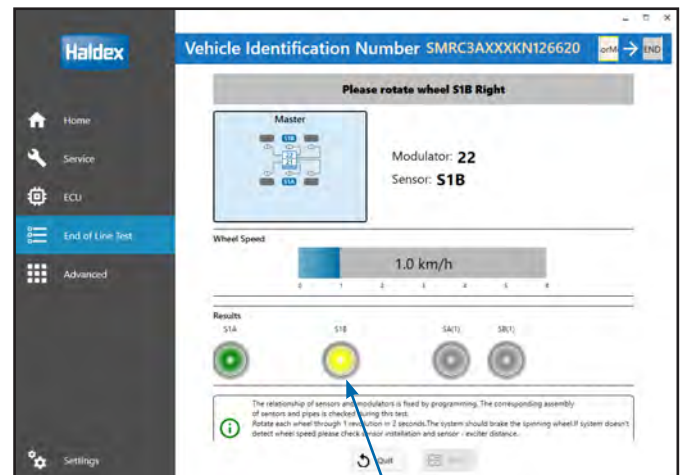 Haldex
Vehicle Identification Number SMRC3AXXXKN126620
orM → END
Please rotate wheel S1B Right
Home
Service
ECU
End of Line Test
Advanced
Settings
Master
S1B
22
S1A
Modulator: 22
Sensor: S1B
Wheel Speed
1.0 km/h
0 1 2 3 4 5 6
Results
S1A S1B SA(1) SB(1)
The relationship of sensors and modulators is fixed by programming. The corresponding assembly
of sensors and pipes is checked during this test.
Rotate each wheel through 1 revolution in 2 seconds.The system should brake the spinning wheel.If system doesn't
detect wheel speed please check sensor installation and sensor - exciter distance.
Quit